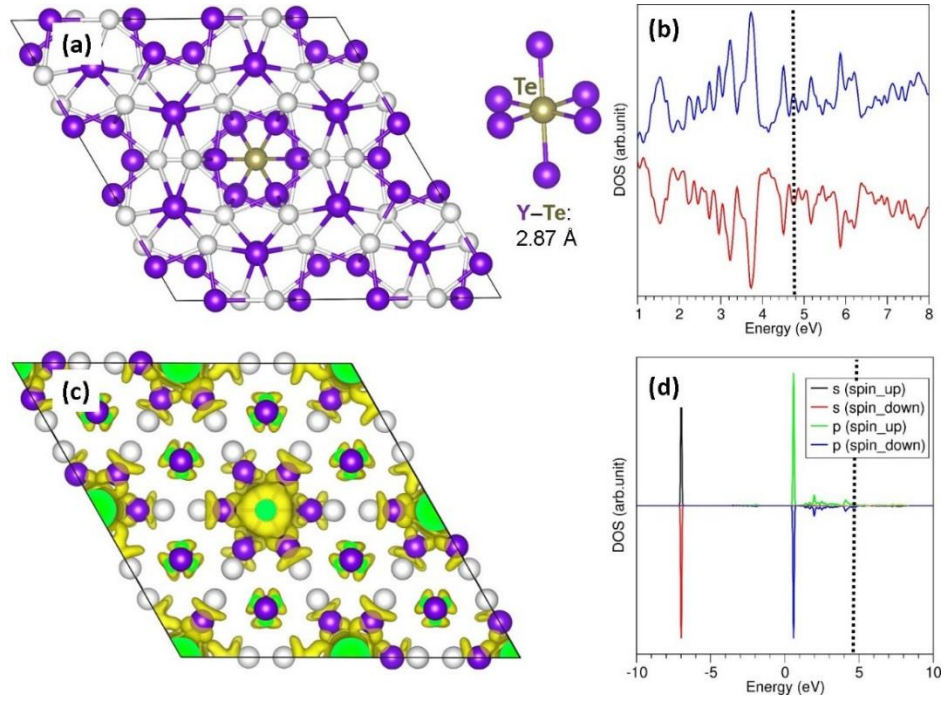 (a)
Te
Y–Te:
2.87 Å
(b)
DOS (arb.unit)
1 2 3 4 5 6 7 8
Energy (eV)
(c)
(d)
s (spin_up)
s (spin_down)
p (spin_up)
p (spin_down)
DOS (arb.unit)
-10 -5 0 5 10
Energy (eV)